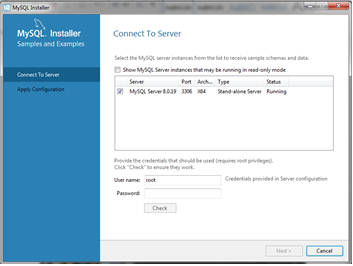 MySQL Installer
MySQL. Installer
Samples and Examples
Connect To Server
Apply Configuration
Connect To Server
Select the MySQL server instances from the list to receive sample schemas and data.
Show MySQL Server instances that may be running in read-only mode
Server Port Arch... Type Status
MySQL Server 8.0.19 3306 X64 Stand-alone Server Running
Provide the credentials that should be used (requires root privileges).
Click "Check" to ensure they work.
User name: root Credentials provided in Server configuration
Password:
Check
Next > Cancel